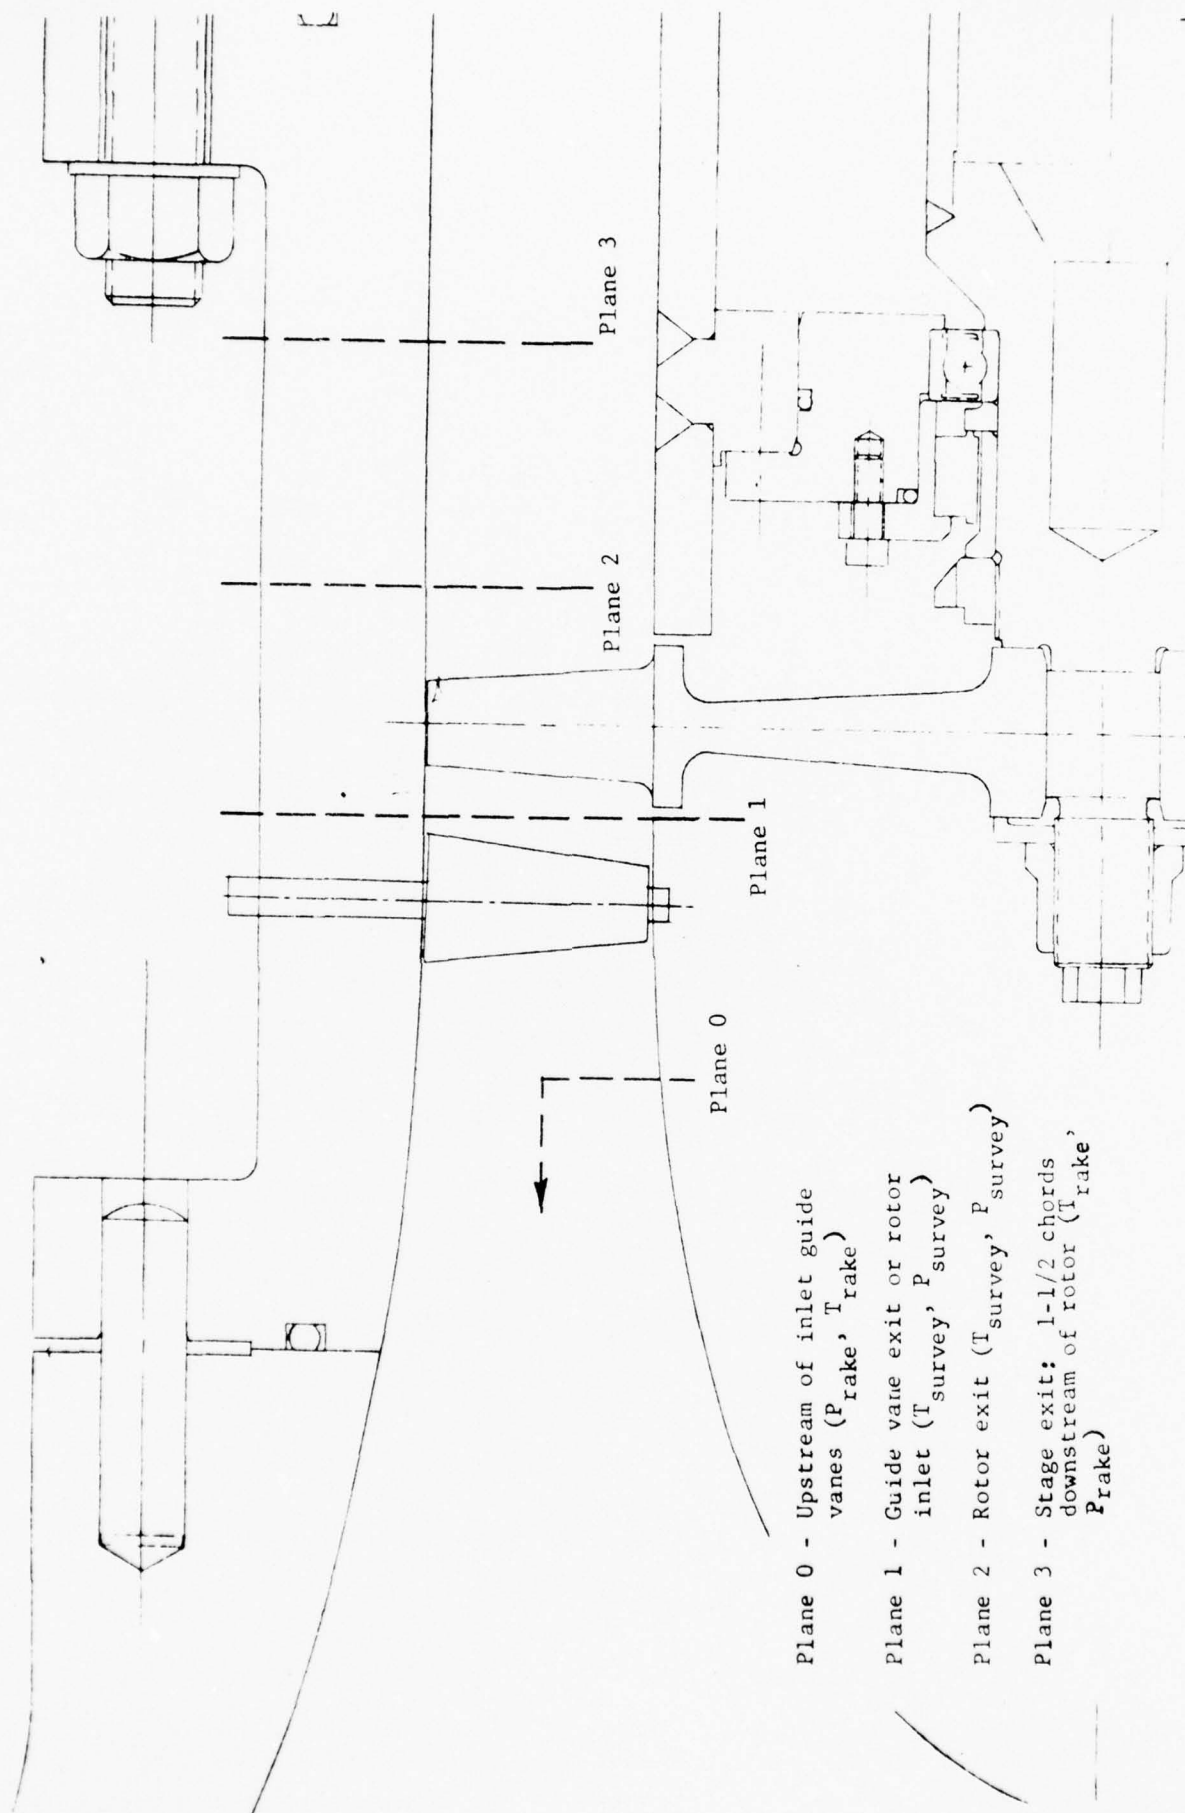 Plane 3
Plane 2
Plane 1
Plane 0
Plane 0 - Upstream of inlet guide
vanes (Prake, Trake)
Plane 1 - Guide vane exit or rotor
inlet (Tsurvey, Psurvey)
Plane 2 - Rotor exit (Tsurvey, Psurvey)
Plane 3 - Stage exit: 1-1/2 chords
downstream of rotor (Trake,
Prake)